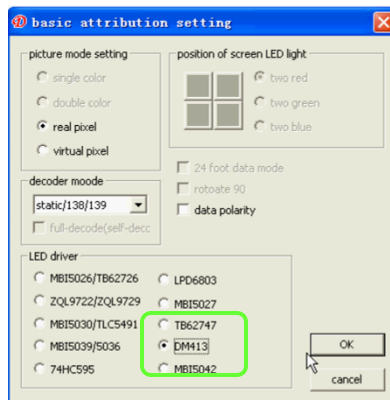 basic attribution setting
picture mode setting
single color
double color
real pixel
virtual pixel
position of screen LED light
two red
two green
two blue
decoder moode
static/138/139
full-decode(self-decc
24 foot data mode
rotoate 90
data polarity
LED driver
MBI5026/TB62726
ZQL9722/ZQL9729
MBI5030/TLC5491
MBI5039/5036
74HC595
LPD6803
MBI5027
TB62747
DM413
MBI5042
OK
cancel